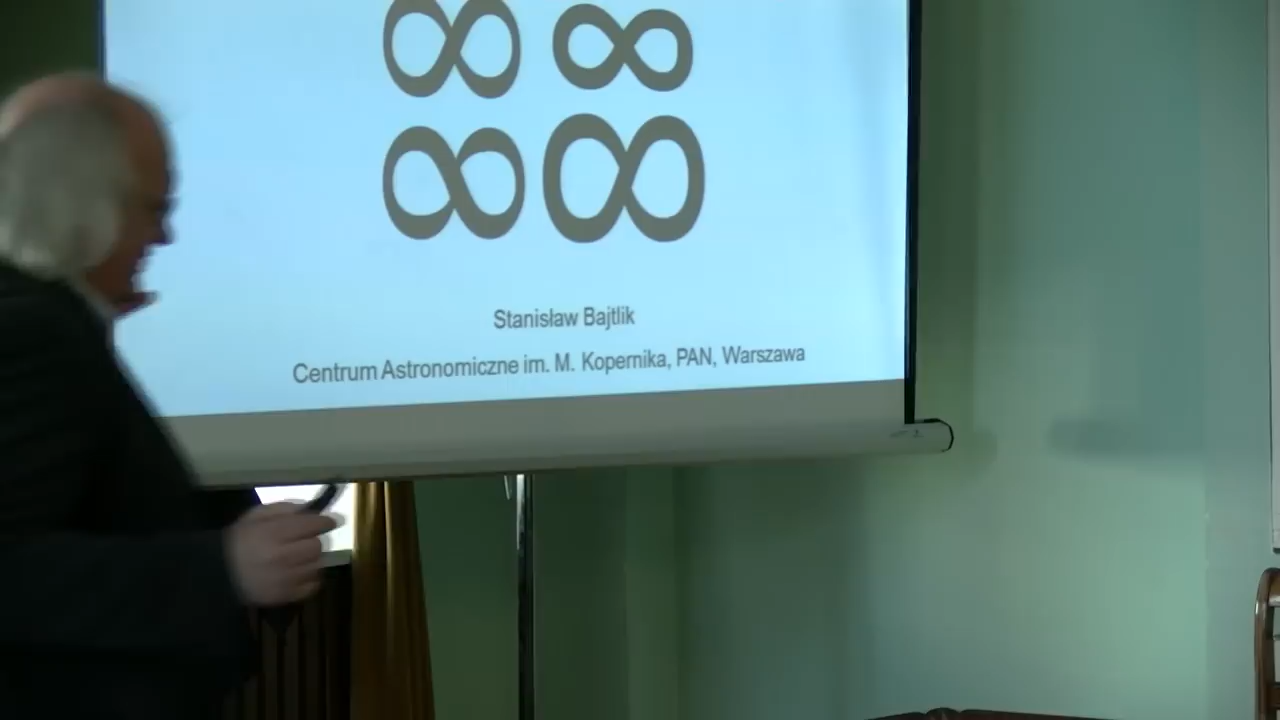 ∞ ∞
∞ ∞
Stanisław Bajtlik
Centrum Astronomiczne im. M. Kopernika, PAN, Warszawa